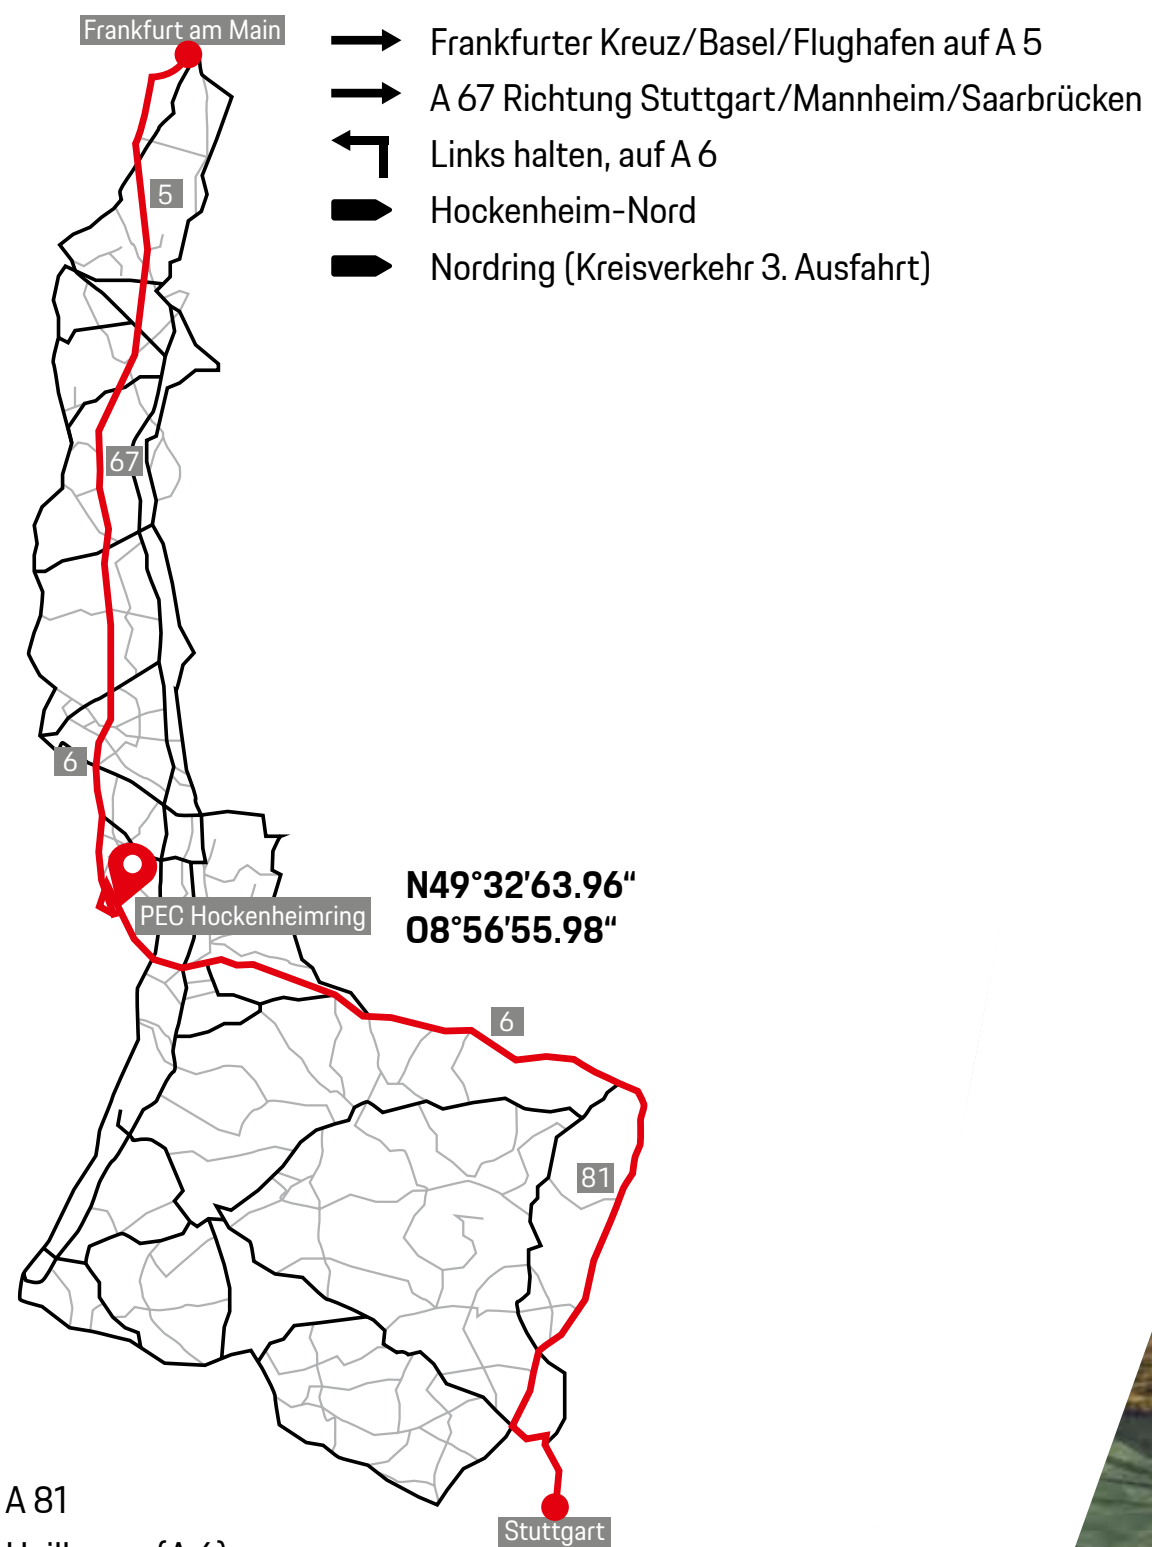 Frankfurt am Main
Frankfurter Kreuz/Basel/Flughafen auf A 5
A 67 Richtung Stuttgart/Mannheim/Saarbrücken
Links halten, auf A 6
Hockenheim-Nord
Nordring (Kreisverkehr 3. Ausfahrt)
5
67
6
PEC Hockenheimring
N49°32’63.96“
O8°56’55.98“
6
81
A 81
Stuttgart